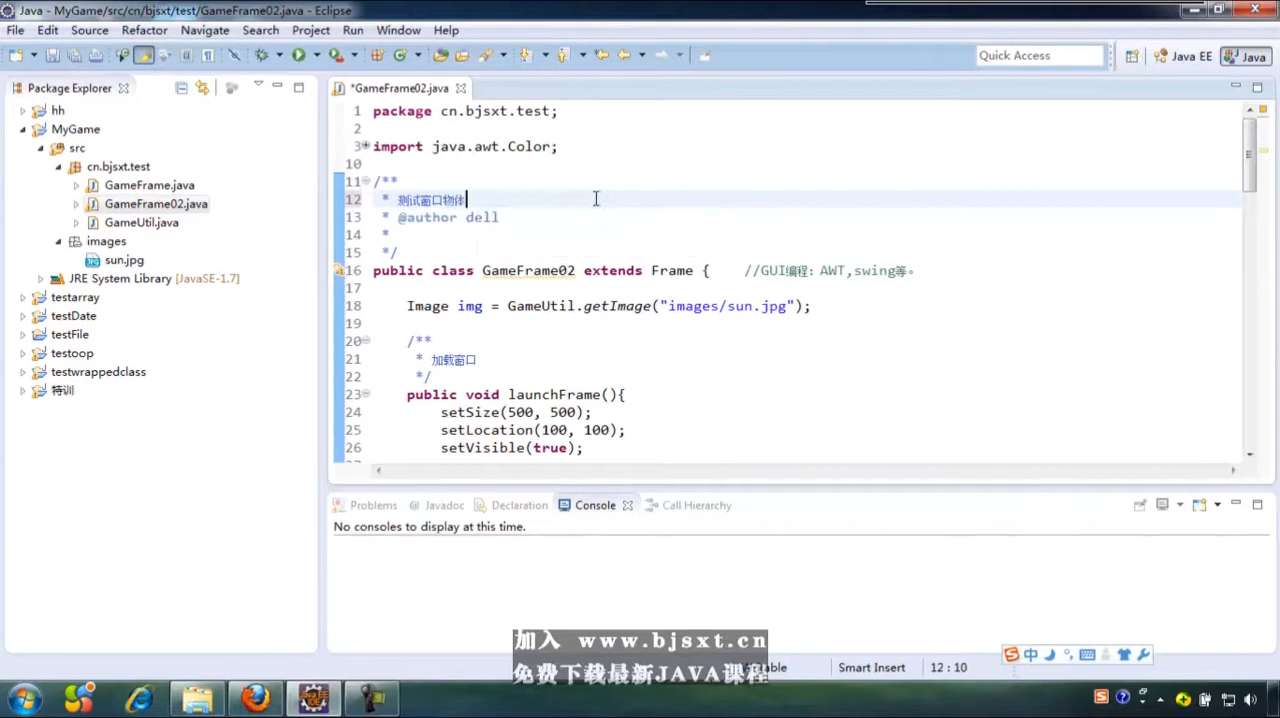 Java - MyGame/src/cn/bjsxt/test/GameFrame02.java - Eclipse
File Edit Source Refactor Navigate Search Project Run Window Help
Quick Access
Java EE
Java
Package Explorer
hh
MyGame
src
cn.bjsxt.test
GameFrame.java
GameFrame02.java
GameUtil.java
images
sun.jpg
JRE System Library [JavaSE-1.7]
testarray
testDate
testFile
testoop
testwrappedclass
特训
*GameFrame02.java
1 package cn.bjsxt.test;
2
3 import java.awt.Color;
10
11 /**
12 * 测试窗口物体
13 * @author dell
14 *
15 */
16 public class GameFrame02 extends Frame { //GUI编程：AWT,swing等。
17
18 Image img = GameUtil.getImage("images/sun.jpg");
19
20 /**
21 * 加载窗口
22 */
23 public void launchFrame(){
24 setSize(500, 500);
25 setLocation(100, 100);
26 setVisible(true);
Problems @ Javadoc Declaration Console Call Hierarchy
No consoles to display at this time.
加入 www.bjsxt.cn
免费下载最新JAVA课程
Smart Insert
12 : 10
中